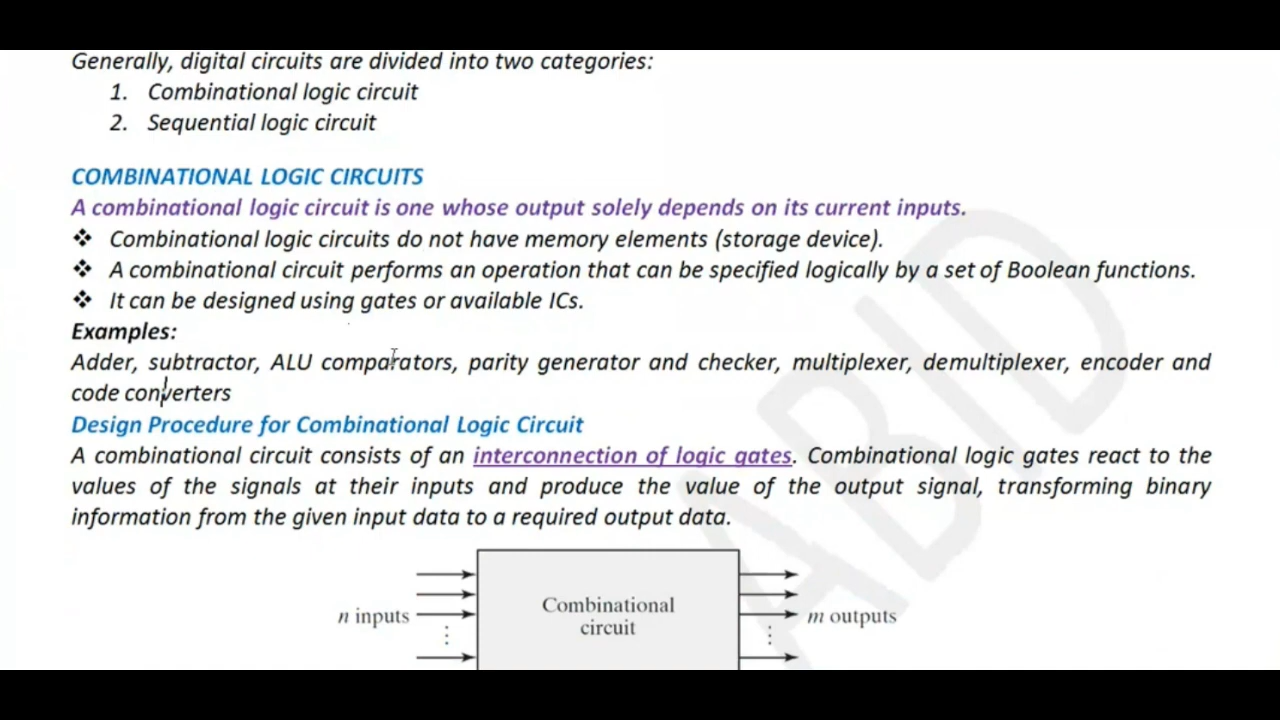 Generally, digital circuits are divided into two categories:
1. Combinational logic circuit
2. Sequential logic circuit
COMBINATIONAL LOGIC CIRCUITS
A combinational logic circuit is one whose output solely depends on its current inputs.
❖ Combinational logic circuits do not have memory elements (storage device).
❖ A combinational circuit performs an operation that can be specified logically by a set of Boolean functions.
❖ It can be designed using gates or available ICs.
Examples:
Adder, subtractor, ALU comparators, parity generator and checker, multiplexer, demultiplexer, encoder and
code converters
Design Procedure for Combinational Logic Circuit
A combinational circuit consists of an interconnection of logic gates. Combinational logic gates react to the
values of the signals at their inputs and produce the value of the output signal, transforming binary
information from the given input data to a required output data.
n inputs
Combinational
circuit
m outputs
ABID